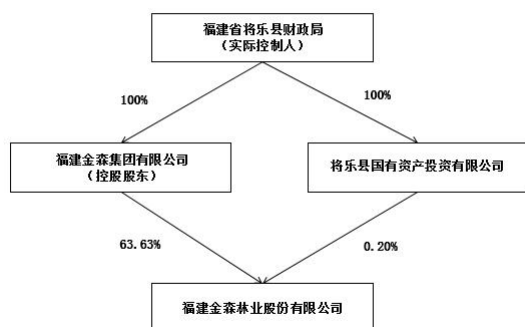 福建省将乐县财政局
（实际控制人）
100%
100%
福建金森集团有限公司
（控股股东）
将乐县国有资产投资有限公司
63.63%
0.20%
福建金森林业股份有限公司